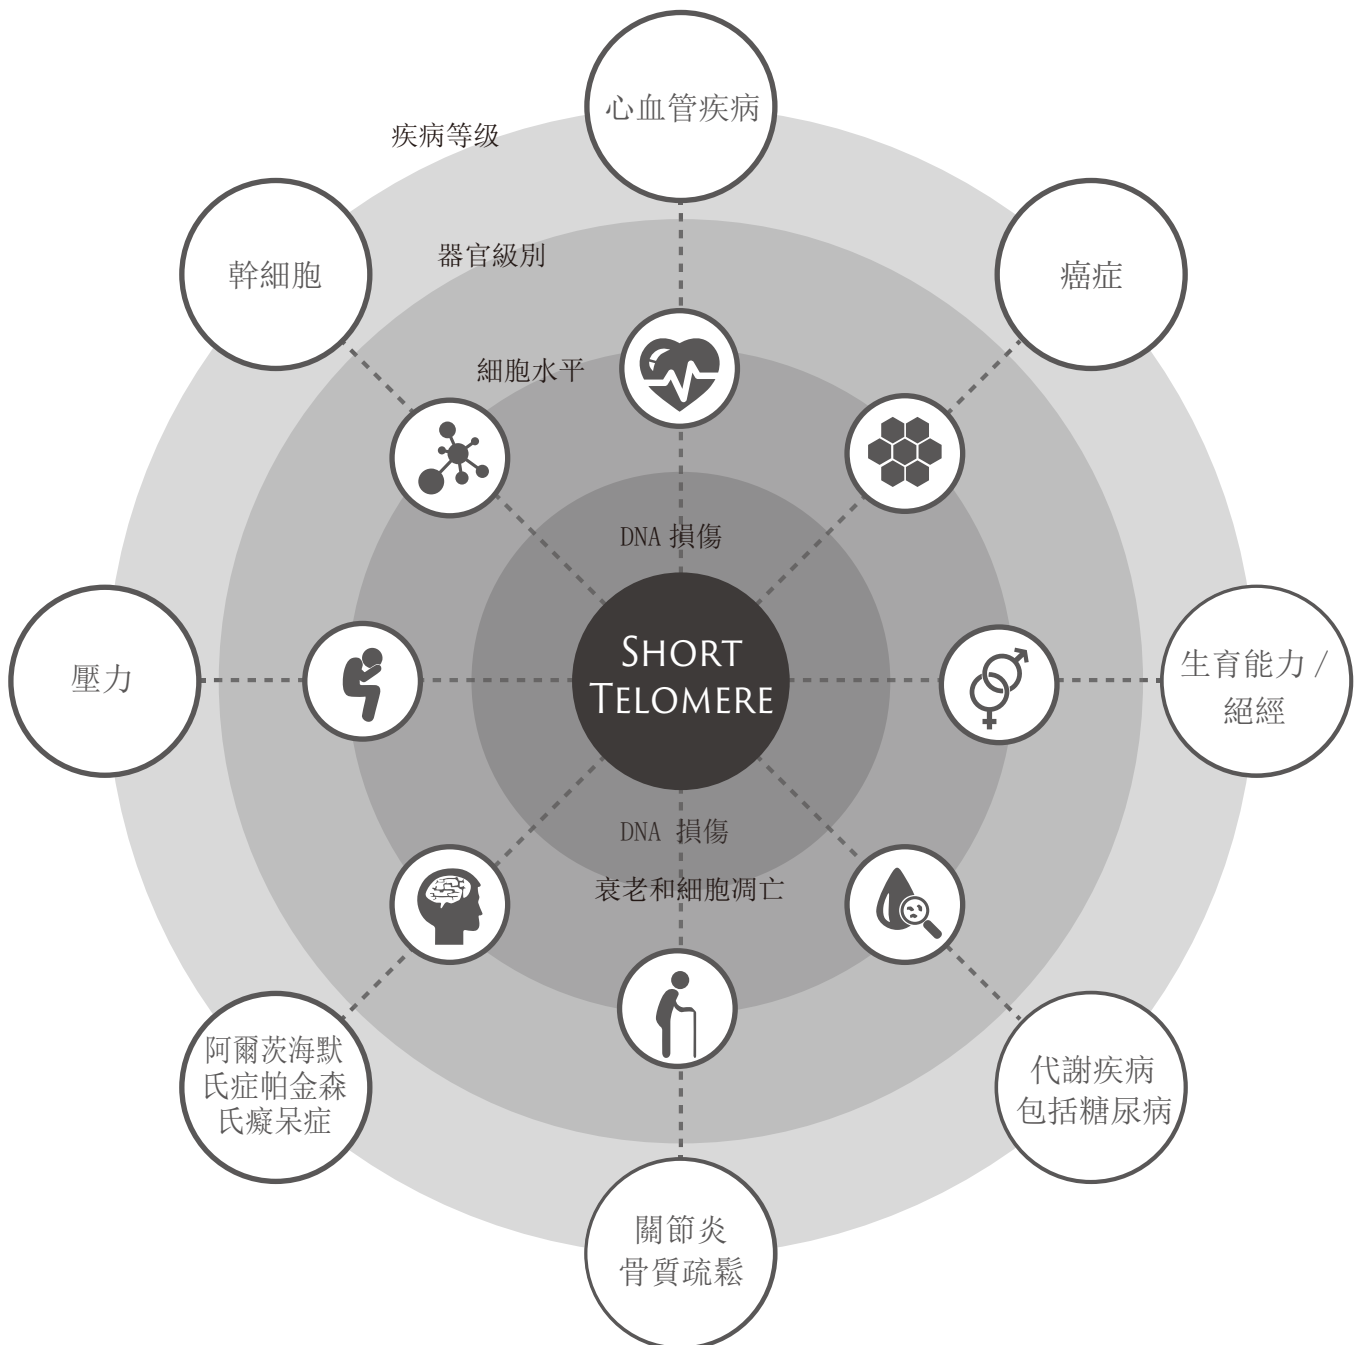 心血管疾病
疾病等级
器官級別
幹細胞
癌症
細胞水平
DNA 損傷
SHORT
TELOMERE
壓力
生育能力 /
絕經
DNA 損傷
衰老和細胞凋亡
阿爾茨海默
氏症帕金森
氏癡呆症
代謝疾病
包括糖尿病
關節炎
骨質疏鬆